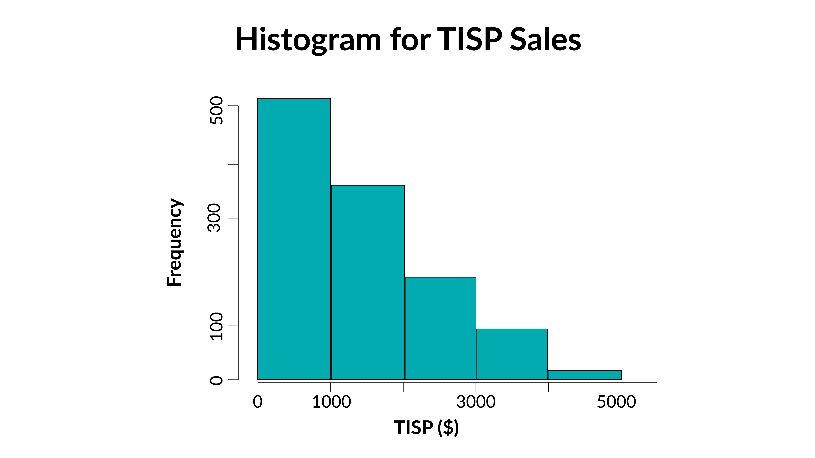 Histogram for TISP Sales
Frequency
500
300
100
0
0 1000 3000 5000
TISP ($)